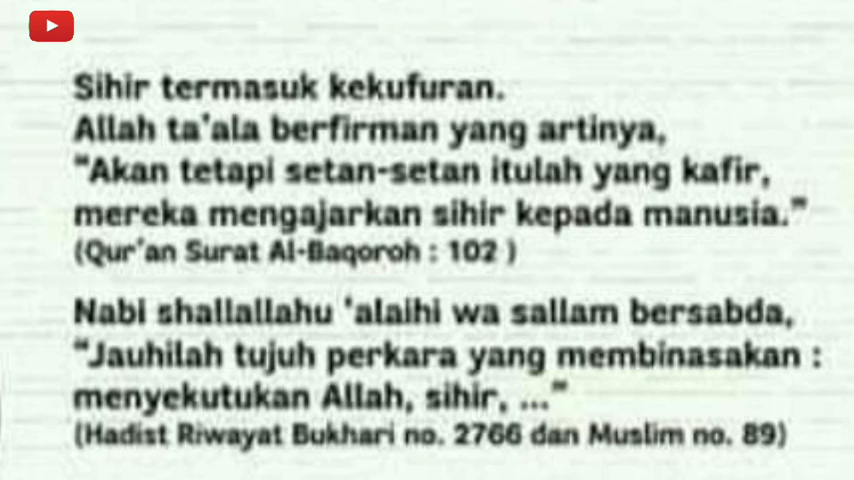 Sihir termasuk kekufuran.
Allah ta'ala berfirman yang artinya,
"Akan tetapi setan-setan itulah yang kafir,
mereka mengajarkan sihir kepada manusia."
(Qur'an Surat Al-Baqoroh : 102 )
Nabi shallallahu 'alaihi wa sallam bersabda,
"Jauhilah tujuh perkara yang membinasakan :
menyekutukan Allah, sihir, ..."
(Hadist Riwayat Bukhari no. 2766 dan Muslim no. 89)